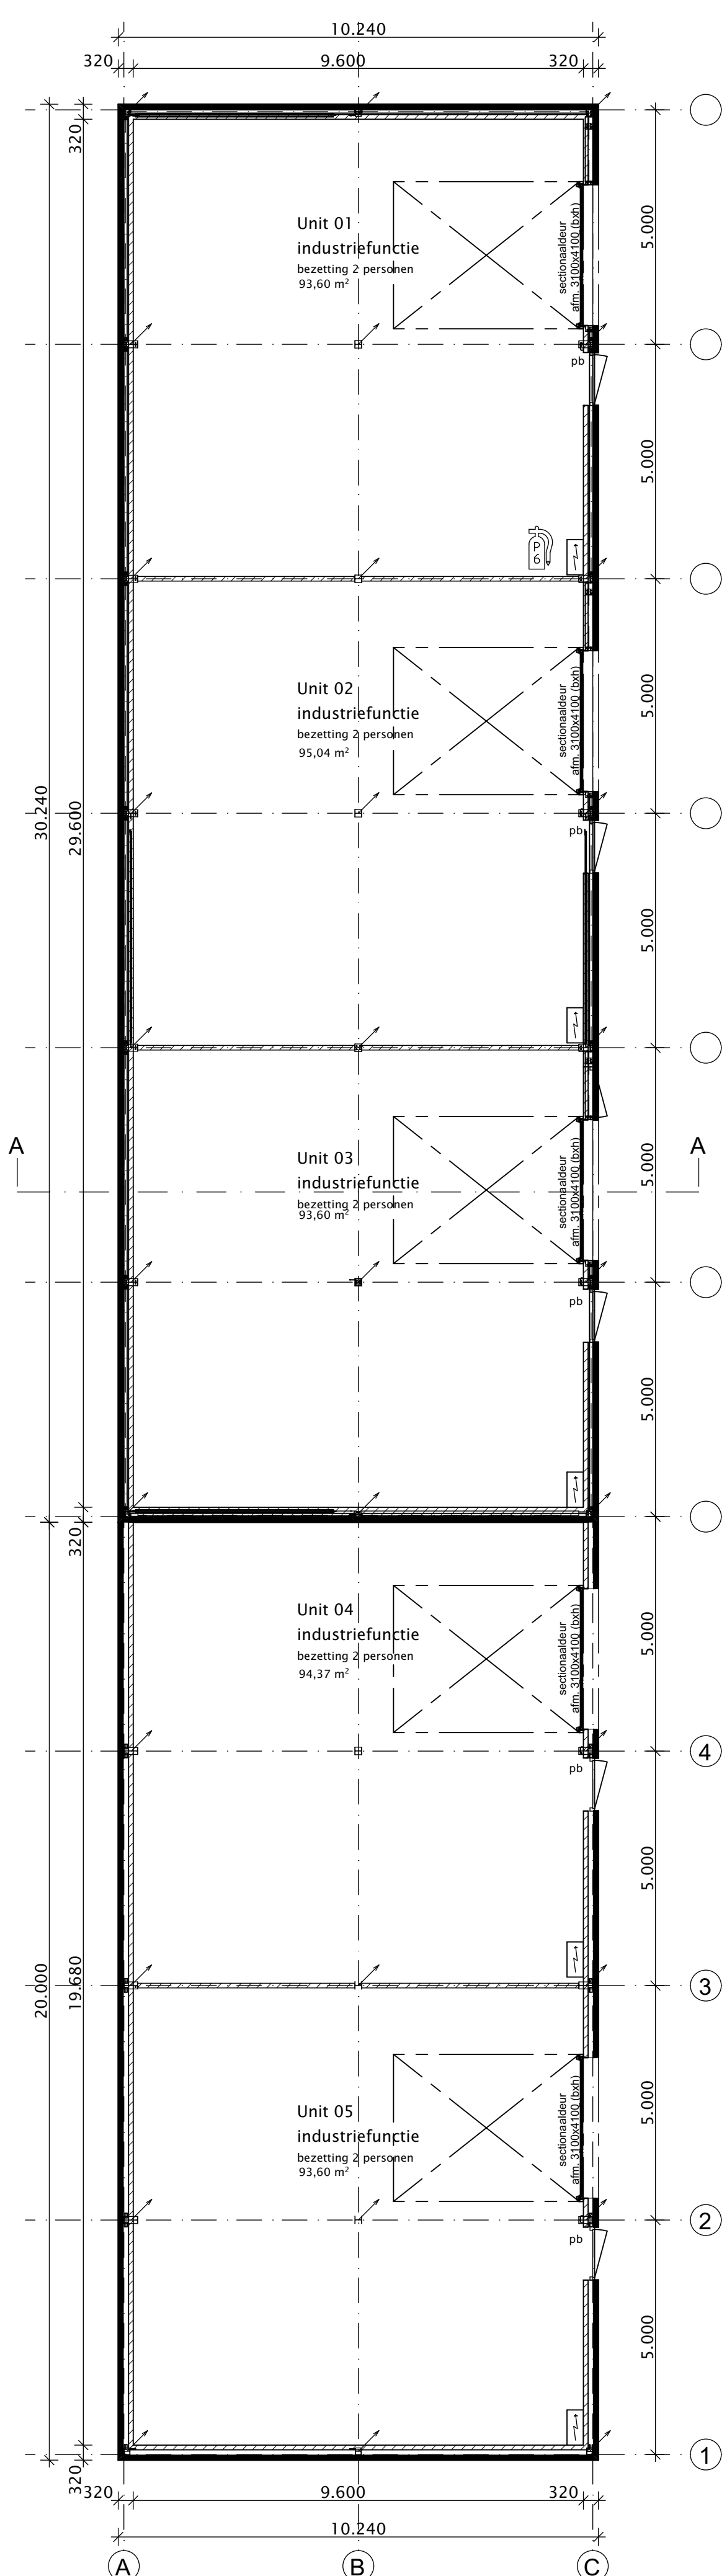 10.240
320 9.600 320
320
5.000
Unit 01
industriefunctie
bezetting 2 personen
93,60 m²
sectionaaldeur
afm. 3100x4100 (bxh)
pb
5.000
P
6
Unit 02
industriefunctie
bezetting 2 personen
95,04 m²
sectionaaldeur
afm. 3100x4100 (bxh)
5.000
30.240
29.600
pb
5.000
A A
Unit 03
industriefunctie
bezetting 2 personen
93,60 m²
sectionaaldeur
afm. 3100x4100 (bxh)
5.000
pb
5.000
320
Unit 04
industriefunctie
bezetting 2 personen
94,37 m²
sectionaaldeur
afm. 3100x4100 (bxh)
5.000
4
pb
5.000
20.000
19.680
3
Unit 05
industriefunctie
bezetting 2 personen
93,60 m²
sectionaaldeur
afm. 3100x4100 (bxh)
5.000
2
pb
5.000
1
320
320 9.600 320
10.240
A B C